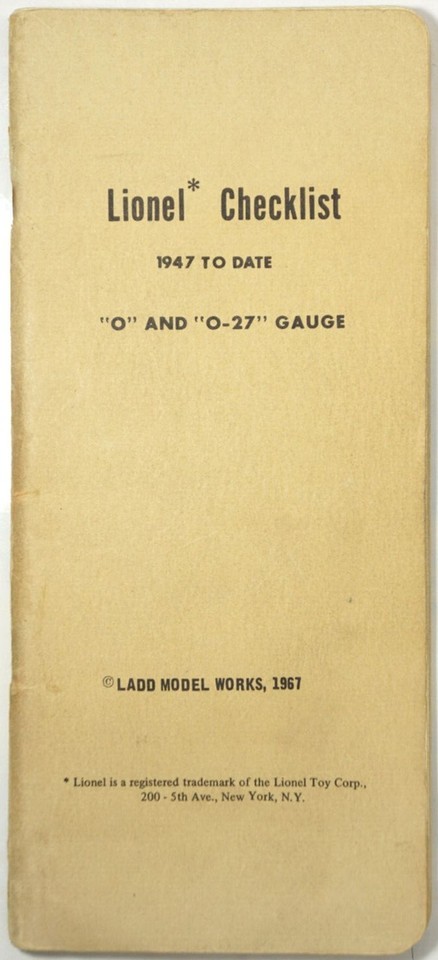 Lionel* Checklist
1947 TO DATE
"O" AND "O-27" GAUGE
© LADD MODEL WORKS, 1967
* Lionel is a registered trademark of the Lionel Toy Corp.,
200 - 5th Ave., New York, N.Y.